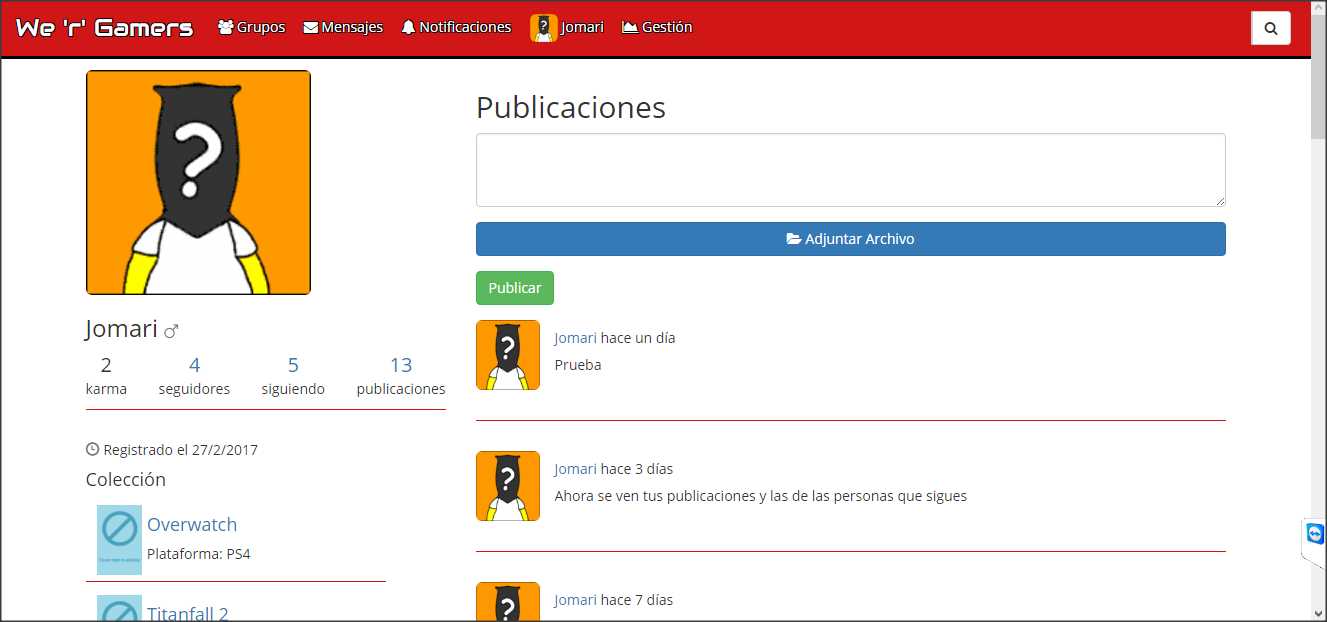 We 'r' Gamers Grupos Mensajes Notificaciones Jomari Gestión
?
Jomari ♂
2 4 5 13
karma seguidores siguiendo publicaciones
Registrado el 27/2/2017
Colección
Overwatch
Plataforma: PS4
Titanfall 2
Publicaciones
Adjuntar Archivo
Publicar
?
Jomari hace un día
Prueba
?
Jomari hace 3 días
Ahora se ven tus publicaciones y las de las personas que sigues
?
Jomari hace 7 días